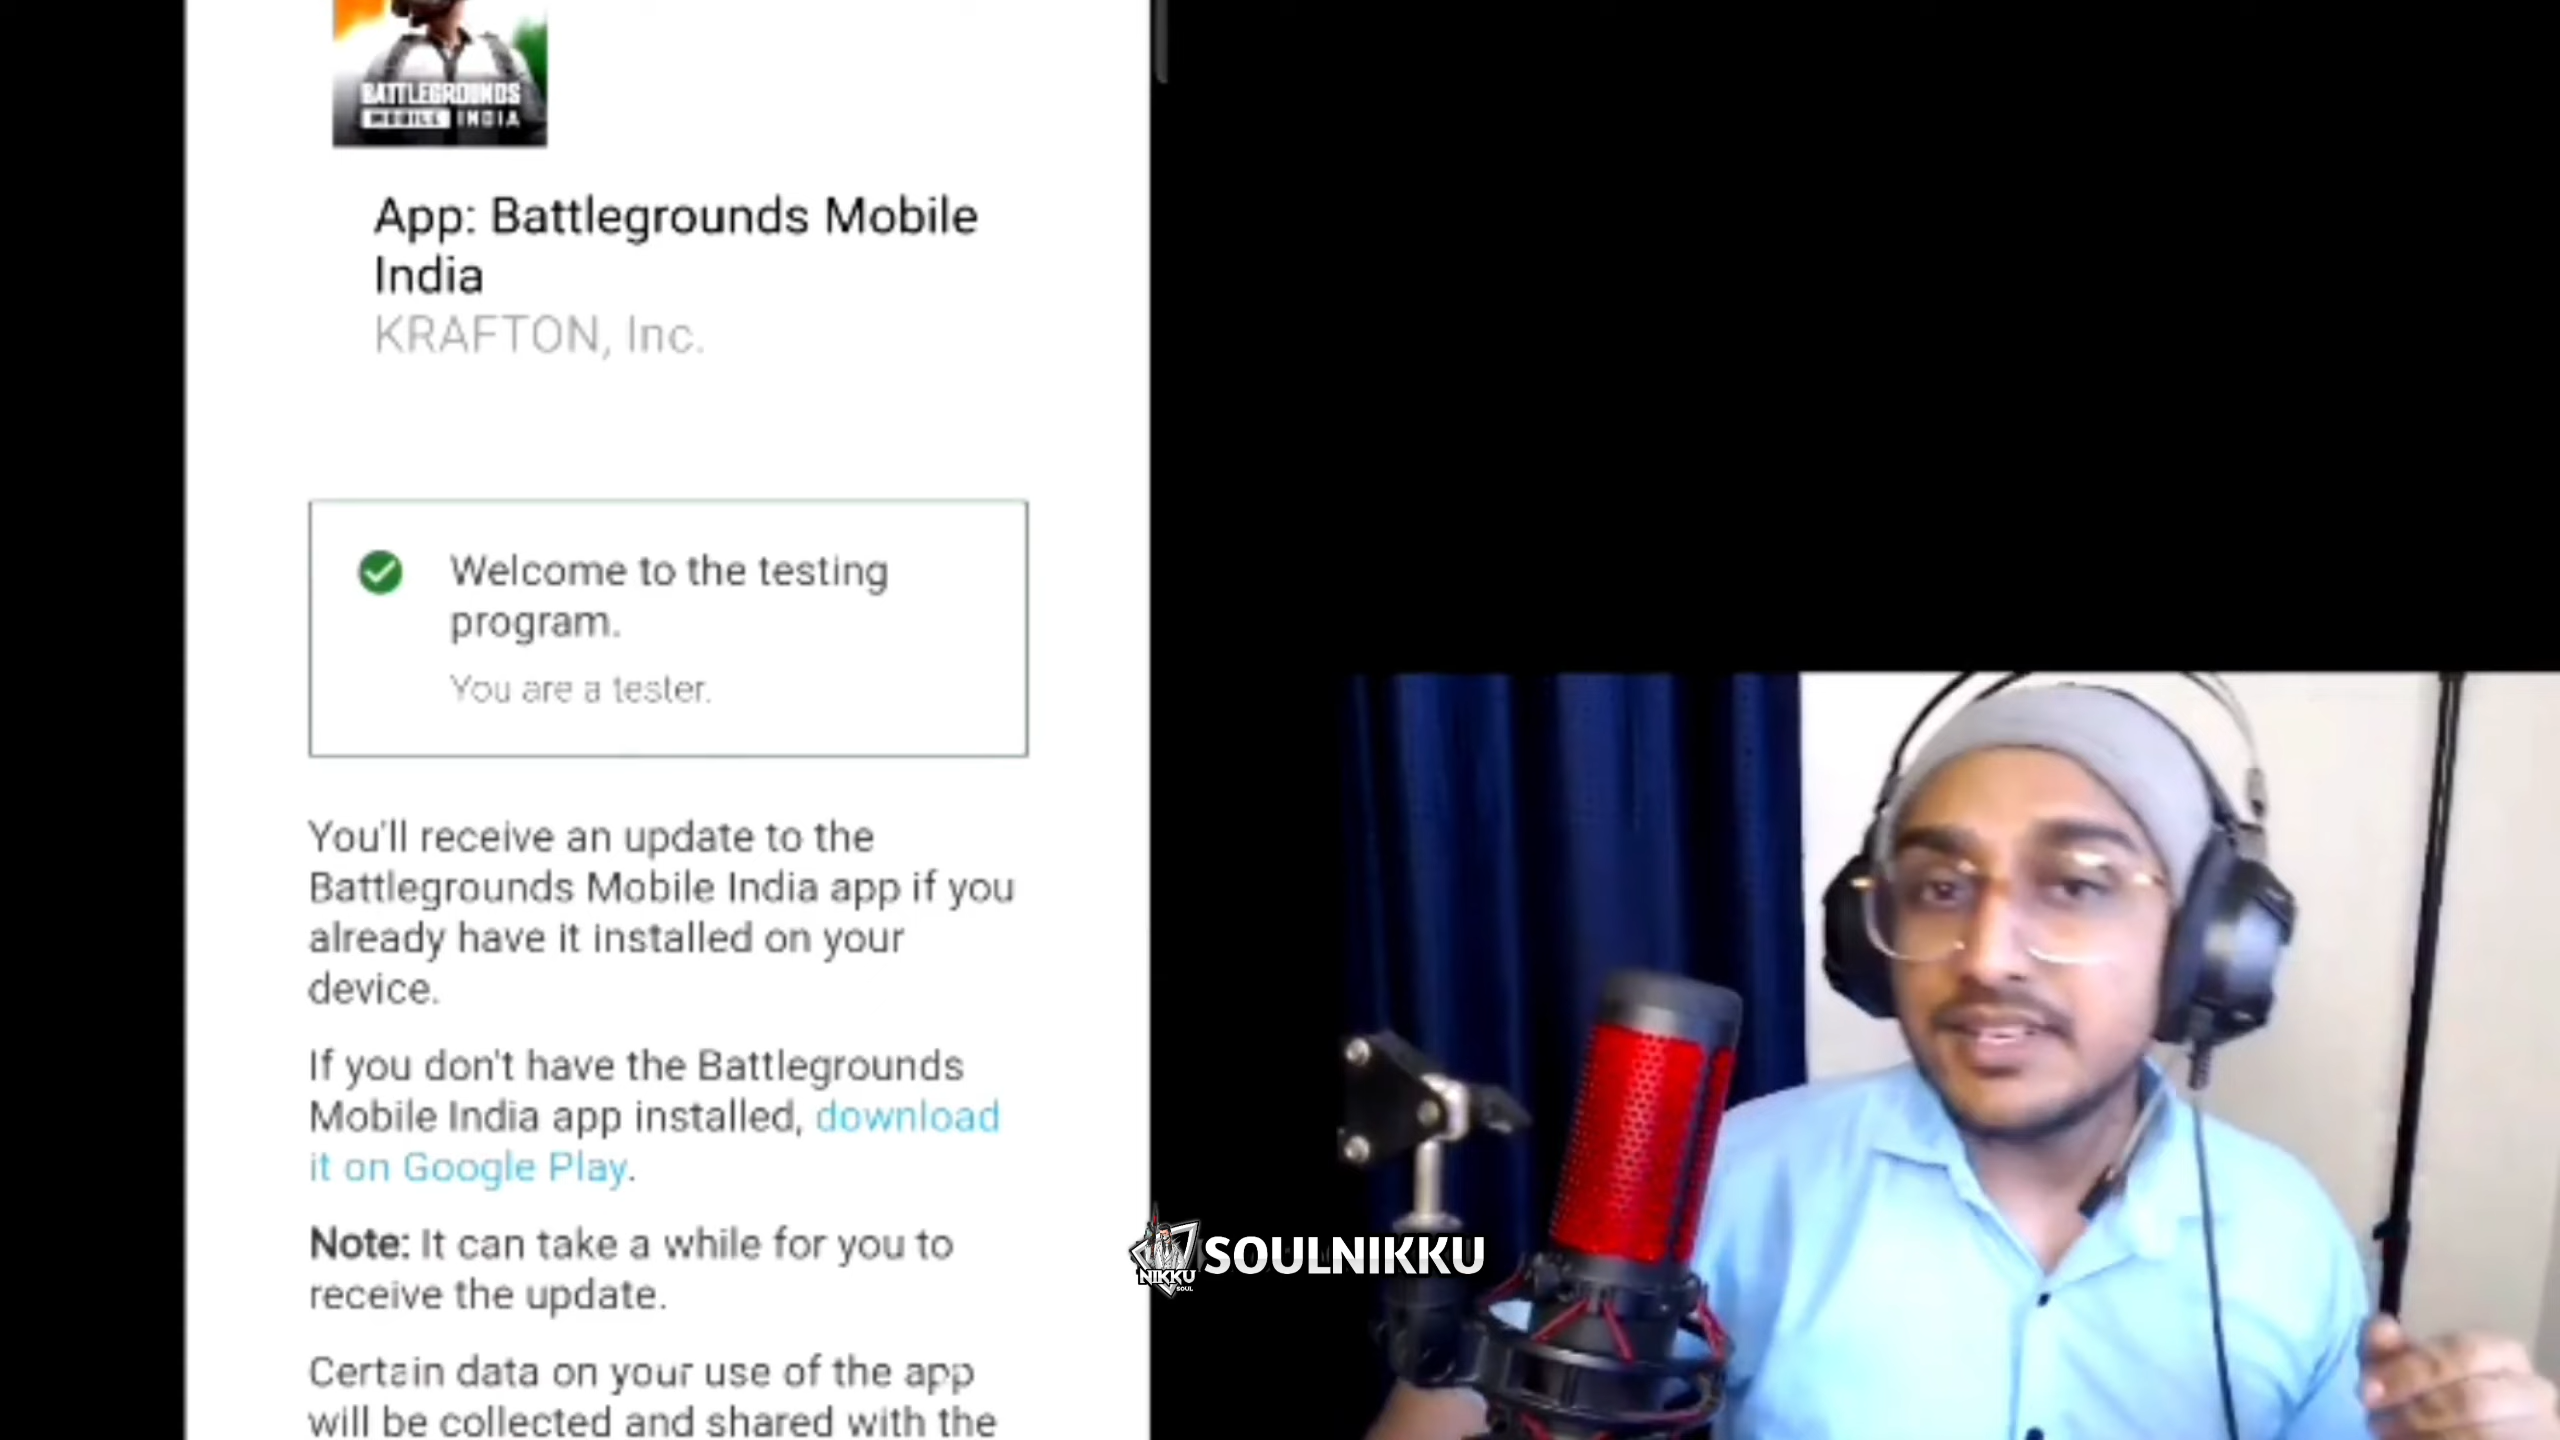 BATTLEGROUNDS
MOBILE INDIA
App: Battlegrounds Mobile
India
KRAFTON, Inc.
Welcome to the testing
program.
You are a tester.
You'll receive an update to the
Battlegrounds Mobile India app if you
already have it installed on your
device.
If you don't have the Battlegrounds
Mobile India app installed, download
it on Google Play.
Note: It can take a while for you to
receive the update.
Certain data on your use of the app
will be collected and shared with the
NIKKU
SOUL
SOULNIKKU